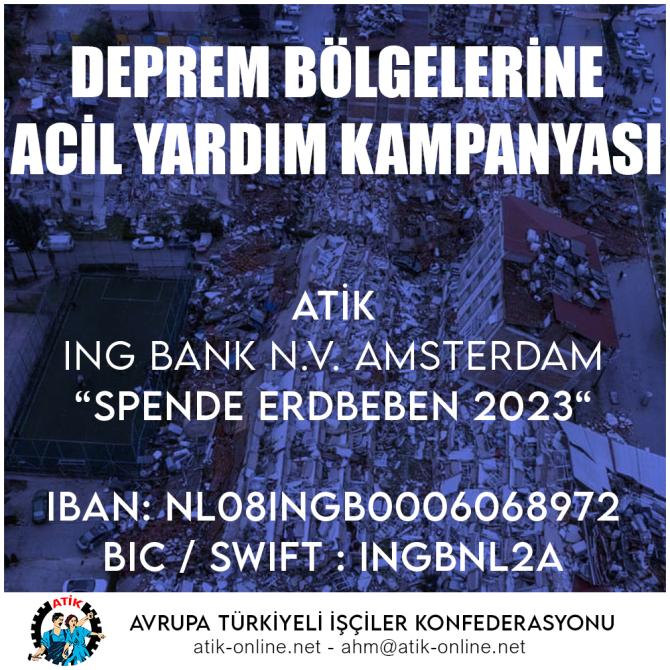 DEPREM BÖLGELERİNE
ACİL YARDIM KAMPANYASI
ATİK
ING BANK N.V. AMSTERDAM
“SPENDE ERDBEBEN 2023“
IBAN: NL08INGB0006068972
BIC / SWIFT : INGBNL2A
ATİK
AVRUPA TÜRKİYELİ İŞÇİLER KONFEDERASYONU
atik-online.net - ahm@atik-online.net